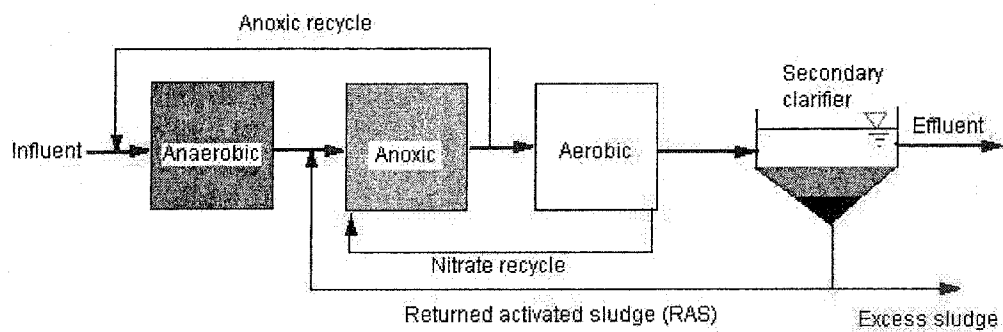 Anoxic recycle
Secondary
clarifier
Effluent
Influent
Anaerobic
Anoxic
Aerobic
Nitrate recycle
Returned activated sludge (RAS)
Excess sludge